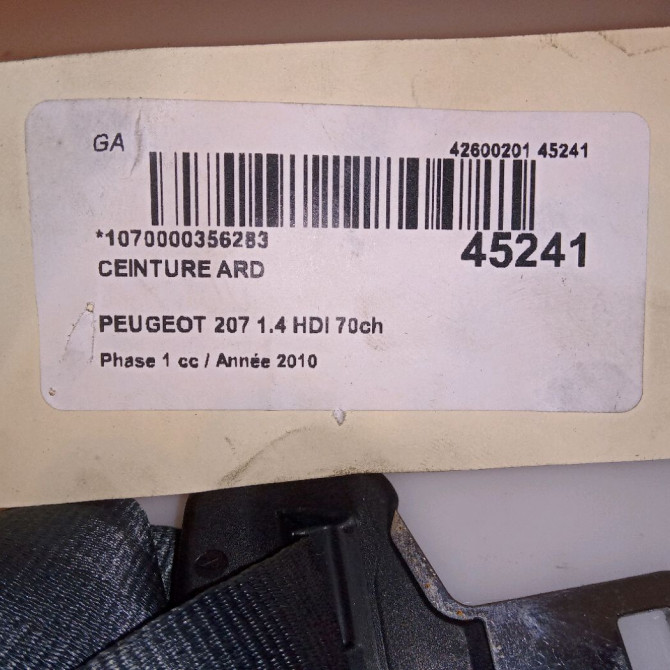 GA
42600201 45241
*1070000356283
45241
CEINTURE ARD
PEUGEOT 207 1.4 HDI 70ch
Phase 1 cc / Année 2010